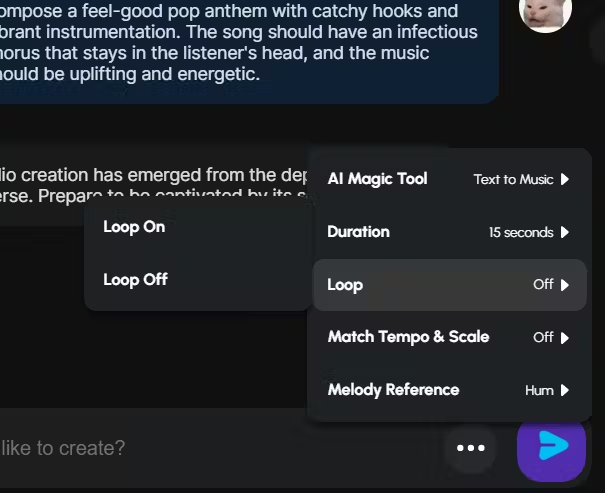 ompose a feel-good pop anthem with catchy hooks and
brant instrumentation. The song should have an infectious
horus that stays in the listener's head, and the music
hould be uplifting and energetic.
dio creation has emerged from the dep
erse. Prepare to be captivated by its s
AI Magic Tool Text to Music
Loop On
Duration 15 seconds
Loop Off
Loop Off
Match Tempo & Scale Off
Melody Reference Hum
like to create?